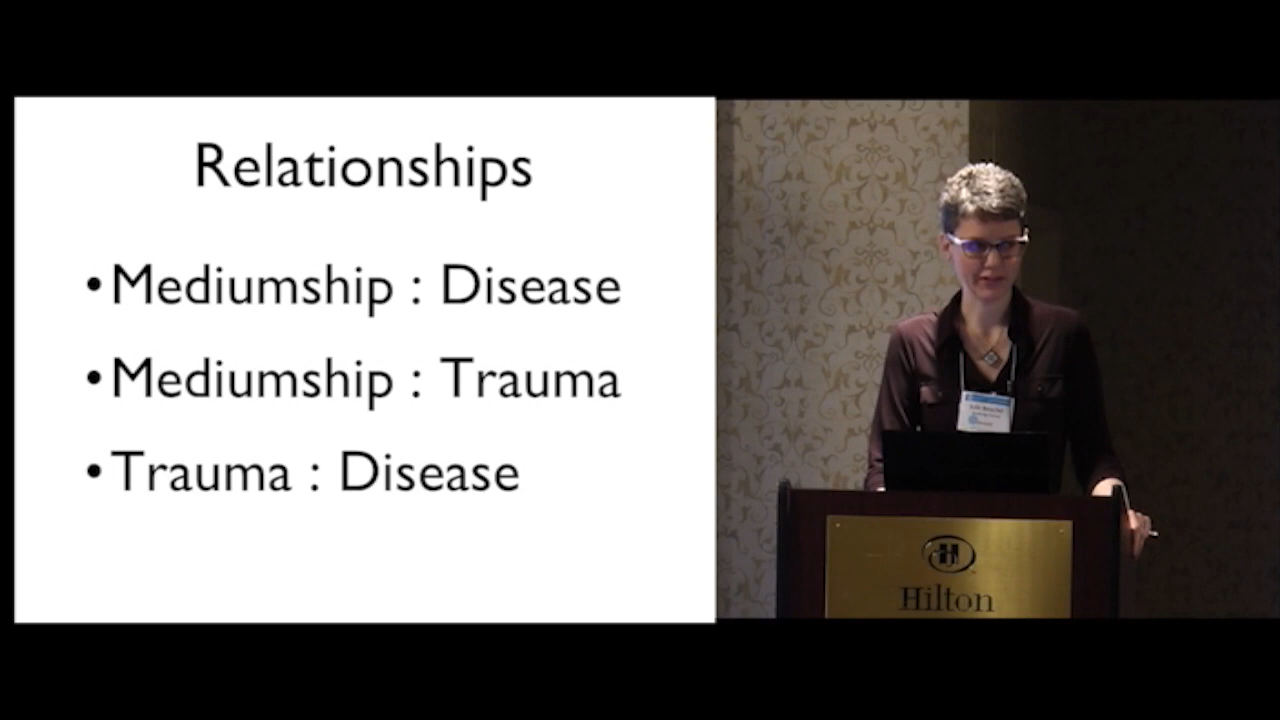 Relationships
•Mediumship : Disease
•Mediumship : Trauma
•Trauma : Disease
Hilton